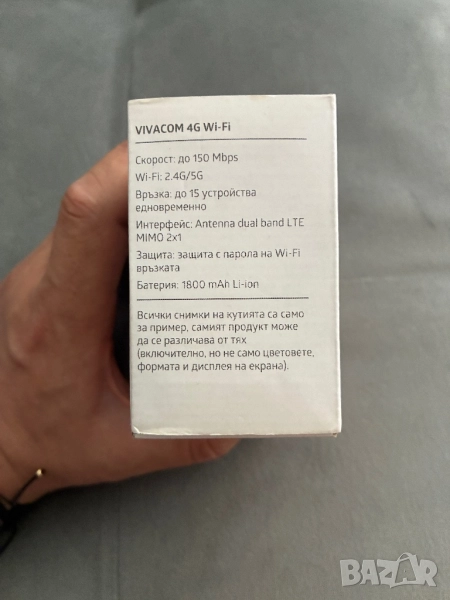 VIVACOM 4G Wi-Fi
Скорост: до 150 Mbps
Wi-Fi: 2.4G/5G
Връзка: до 15 устройства
едновременно
Интерфейс: Antenna dual band LTE
MIMO 2x1
Защита: защита с парола на Wi-Fi
връзката
Батерия: 1800 mAh Li-ion
Всички снимки на кутията са само
за пример, самият продукт може
да се различава от тях
(включително, но не само цветовете,
формата и дисплея на екрана).
BAZAR